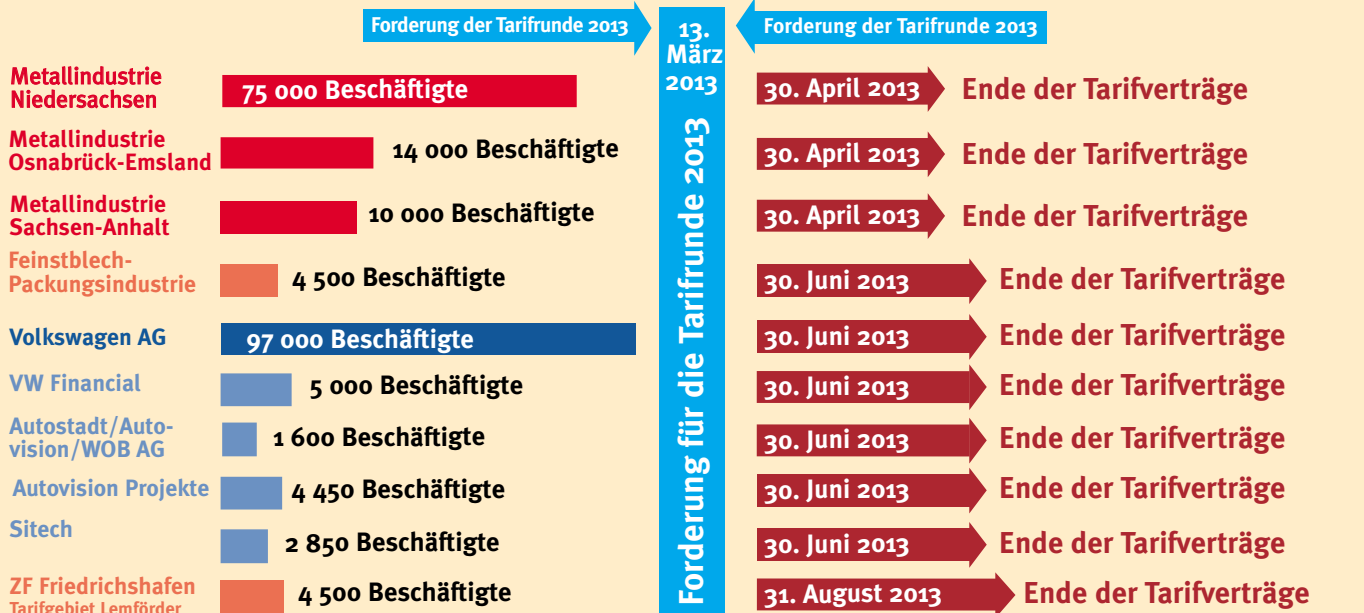 Forderung der Tarifrunde 2013
13.
März
2013
Forderung der Tarifrunde 2013
Forderung für die Tarifrunde 2013
Metallindustrie
Niedersachsen
75 000 Beschäftigte
30. April 2013
Ende der Tarifverträge
Metallindustrie
Osnabrück-Emsland
14 000 Beschäftigte
30. April 2013
Ende der Tarifverträge
Metallindustrie
Sachsen-Anhalt
10 000 Beschäftigte
30. April 2013
Ende der Tarifverträge
Feinstblech-
Packungsindustrie
4 500 Beschäftigte
30. Juni 2013
Ende der Tarifverträge
Volkswagen AG
97 000 Beschäftigte
30. Juni 2013
Ende der Tarifverträge
VW Financial
5 000 Beschäftigte
30. Juni 2013
Ende der Tarifverträge
Autostadt/Auto-
vision/WOB AG
1 600 Beschäftigte
30. Juni 2013
Ende der Tarifverträge
Autovision Projekte
4 450 Beschäftigte
30. Juni 2013
Ende der Tarifverträge
Sitech
2 850 Beschäftigte
30. Juni 2013
Ende der Tarifverträge
ZF Friedrichshafen
Tarifgebiet Lemförder
4 500 Beschäftigte
31. August 2013
Ende der Tarifverträge